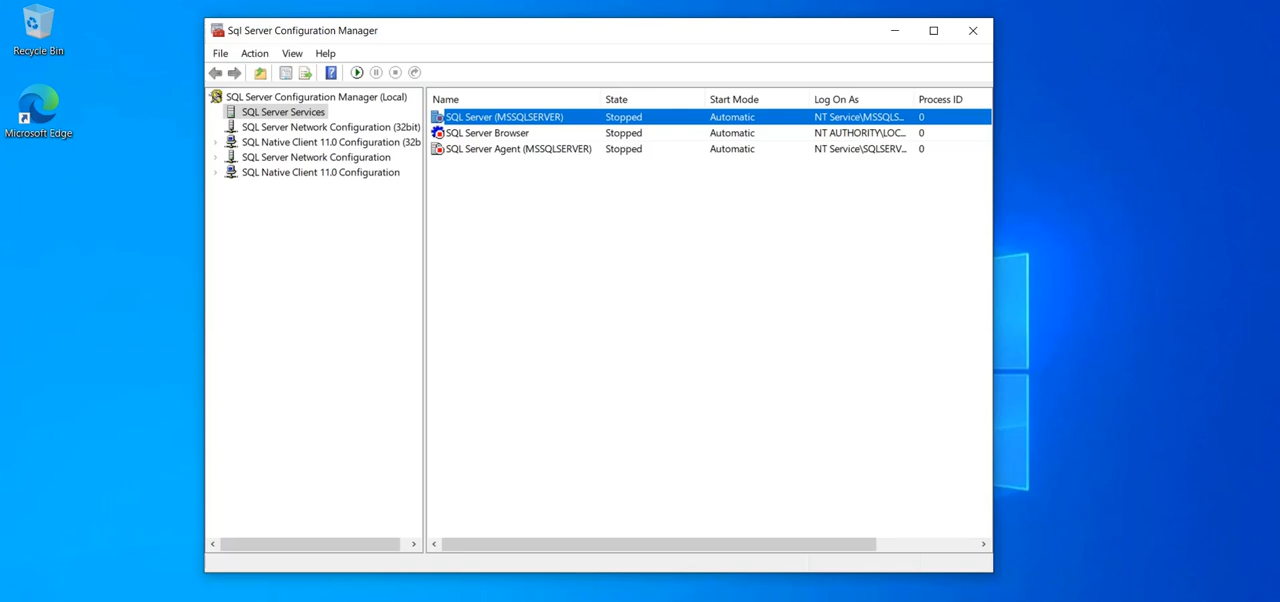 Recycle Bin
Microsoft Edge
Sql Server Configuration Manager
File Action View Help
SQL Server Configuration Manager (Local)
SQL Server Services
SQL Server Network Configuration (32bit)
SQL Native Client 11.0 Configuration (32b
SQL Server Network Configuration
SQL Native Client 11.0 Configuration
Name State Start Mode Log On As Process ID
SQL Server (MSSQLSERVER) Stopped Automatic NT Service\MSSQLS... 0
SQL Server Browser Stopped Automatic NT AUTHORITY\LOC... 0
SQL Server Agent (MSSQLSERVER) Stopped Automatic NT Service\SQLSERV... 0